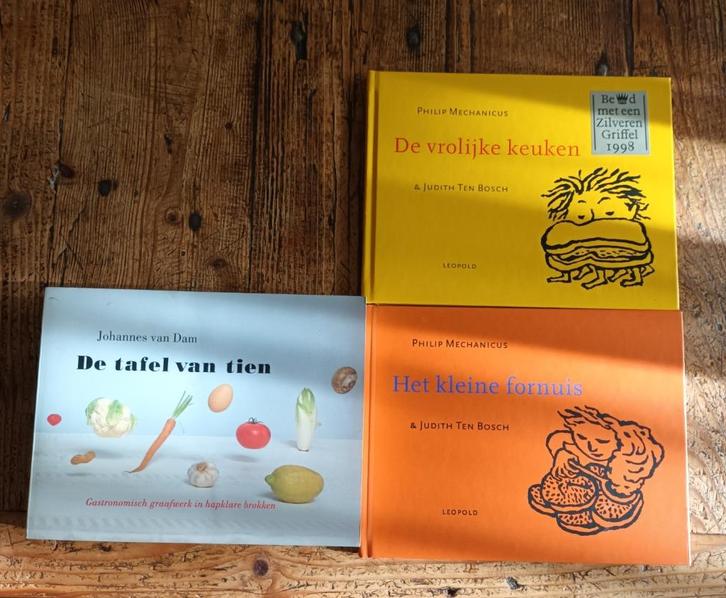 Philip Mechanicus
De vrolijke keuken
& Judith Ten Bosch
Leopold
Be d
met een
Zilveren
Griffel
1998
Johannes van Dam
De tafel van tien
Gastronomisch graafwerk in hapklare brokken
Philip Mechanicus
Het kleine fornuis
& Judith Ten Bosch
Leopold